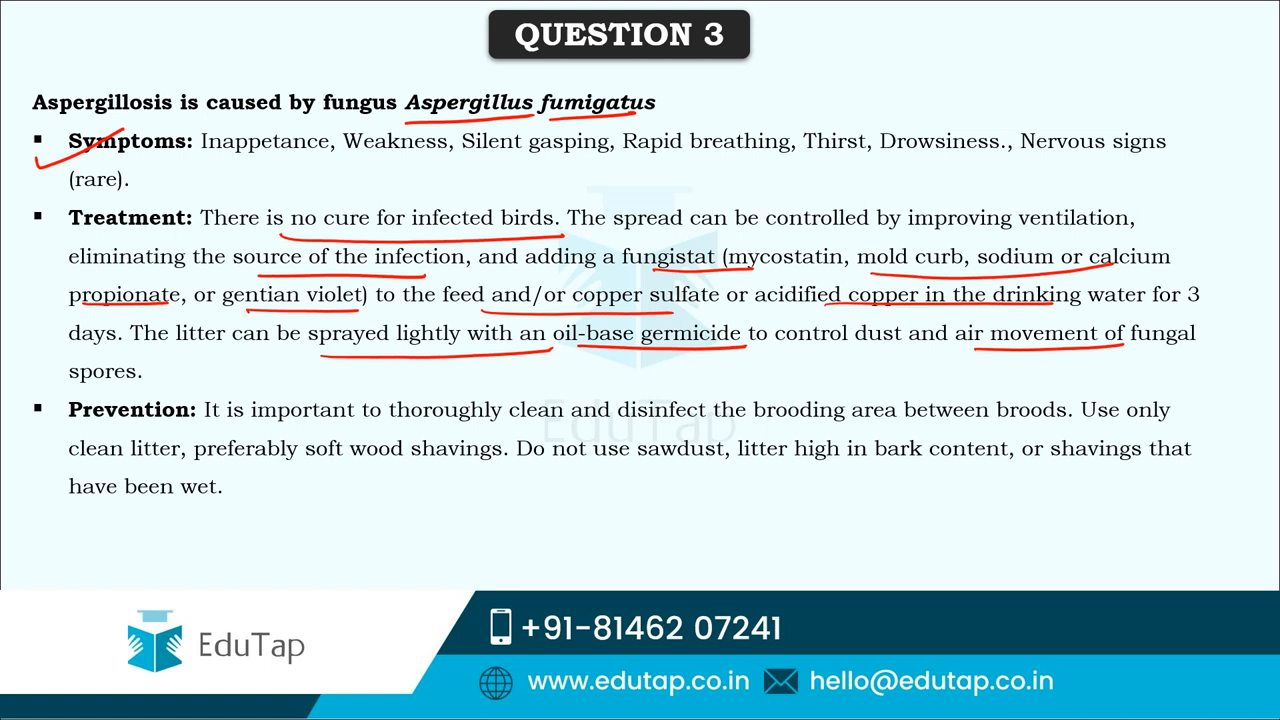 QUESTION 3
Aspergillosis is caused by fungus Aspergillus fumigatus
▪ Symptoms: Inappetance, Weakness, Silent gasping, Rapid breathing, Thirst, Drowsiness., Nervous signs
(rare).
▪ Treatment: There is no cure for infected birds. The spread can be controlled by improving ventilation,
eliminating the source of the infection, and adding a fungistat (mycostatin, mold curb, sodium or calcium
propionate, or gentian violet) to the feed and/or copper sulfate or acidified copper in the drinking water for 3
days. The litter can be sprayed lightly with an oil-base germicide to control dust and air movement of fungal
spores.
▪ Prevention: It is important to thoroughly clean and disinfect the brooding area between broods. Use only
clean litter, preferably soft wood shavings. Do not use sawdust, litter high in bark content, or shavings that
have been wet.
EduTap
EduTap
+91-81462 07241
www.edutap.co.in
hello@edutap.co.in